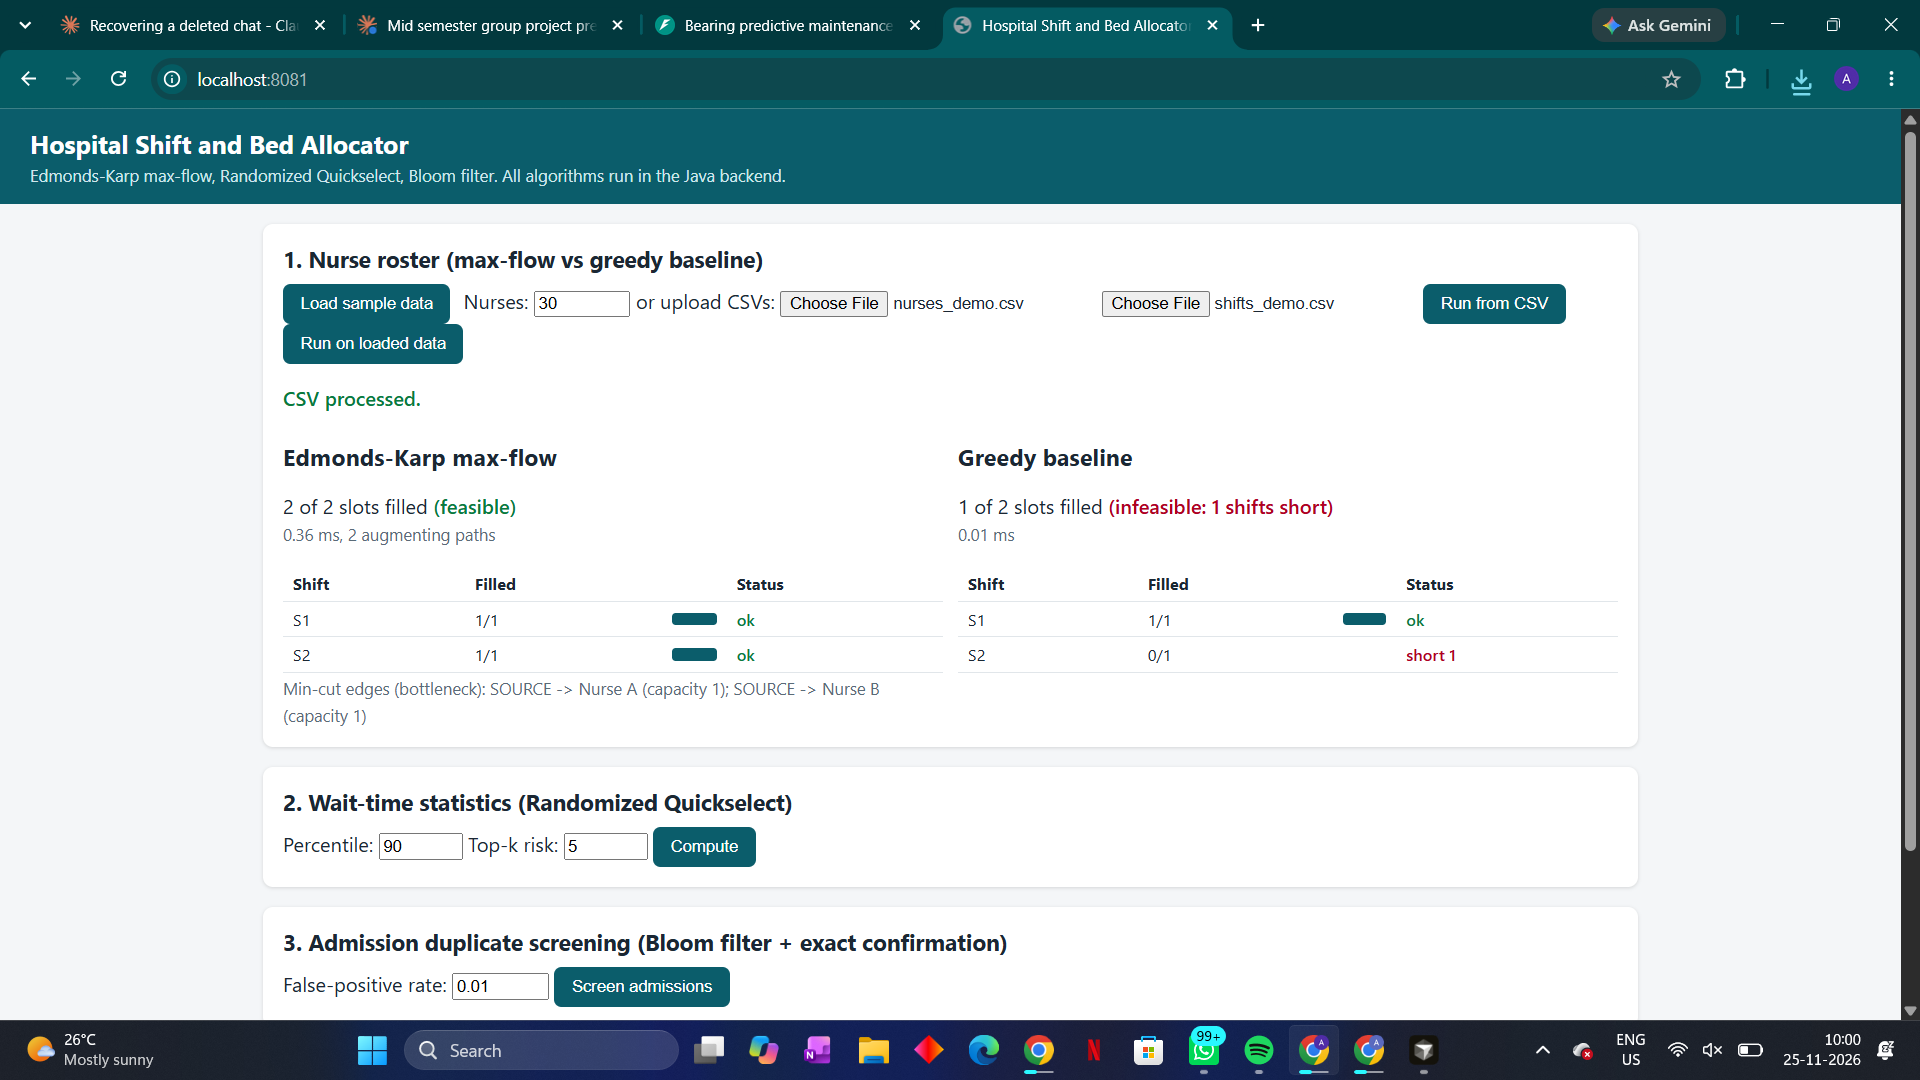 Recovering a deleted chat - Cla
Mid semester group project pre
Bearing predictive maintenance
Hospital Shift and Bed Allocato
Ask Gemini
localhost:8081
A
Hospital Shift and Bed Allocator
Edmonds-Karp max-flow, Randomized Quickselect, Bloom filter. All algorithms run in the Java backend.
1. Nurse roster (max-flow vs greedy baseline)
Load sample data Nurses: 30 or upload CSVs: Choose File nurses_demo.csv Choose File shifts_demo.csv Run from CSV
Run on loaded data
CSV processed.
Edmonds-Karp max-flow
2 of 2 slots filled (feasible)
0.36 ms, 2 augmenting paths
Shift Filled Status
S1 1/1 ok
S2 1/1 ok
Min-cut edges (bottleneck): SOURCE -> Nurse A (capacity 1); SOURCE -> Nurse B
(capacity 1)
Greedy baseline
1 of 2 slots filled (infeasible: 1 shifts short)
0.01 ms
Shift Filled Status
S1 1/1 ok
S2 0/1 short 1
2. Wait-time statistics (Randomized Quickselect)
Percentile: 90 Top-k risk: 5 Compute
3. Admission duplicate screening (Bloom filter + exact confirmation)
False-positive rate: 0.01 Screen admissions
26°C
Mostly sunny
Search
N
N
99+
A
A
ENG
US
10:00
25-11-2026